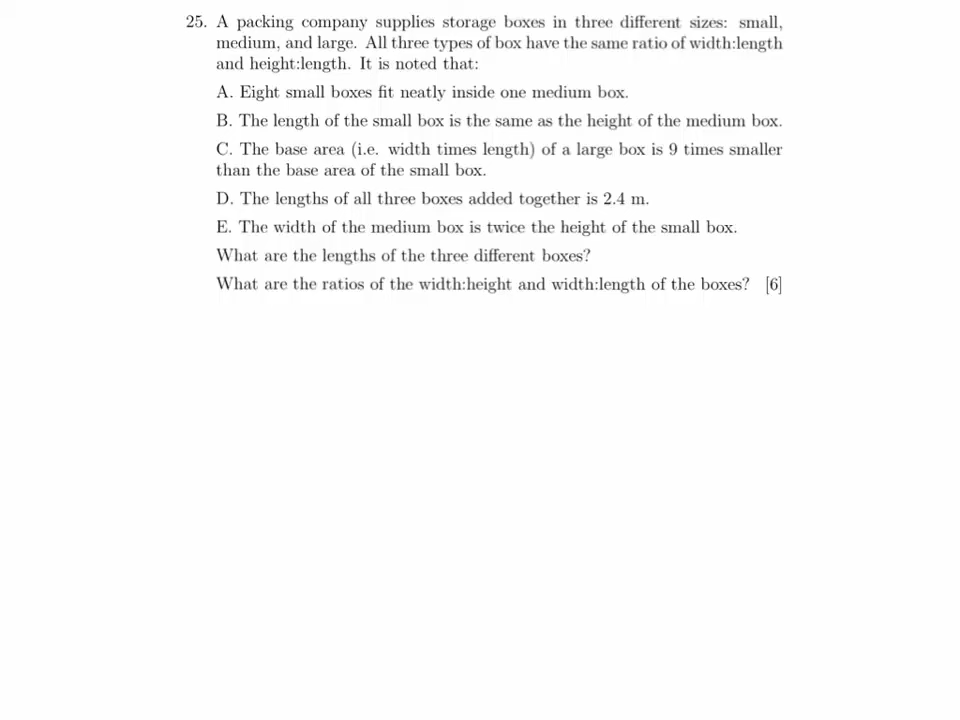 25. A packing company supplies storage boxes in three different sizes: small,
medium, and large. All three types of box have the same ratio of width:length
and height:length. It is noted that:
A. Eight small boxes fit neatly inside one medium box.
B. The length of the small box is the same as the height of the medium box.
C. The base area (i.e. width times length) of a large box is 9 times smaller
than the base area of the small box.
D. The lengths of all three boxes added together is 2.4 m.
E. The width of the medium box is twice the height of the small box.
What are the lengths of the three different boxes?
What are the ratios of the width:height and width:length of the boxes? [6]